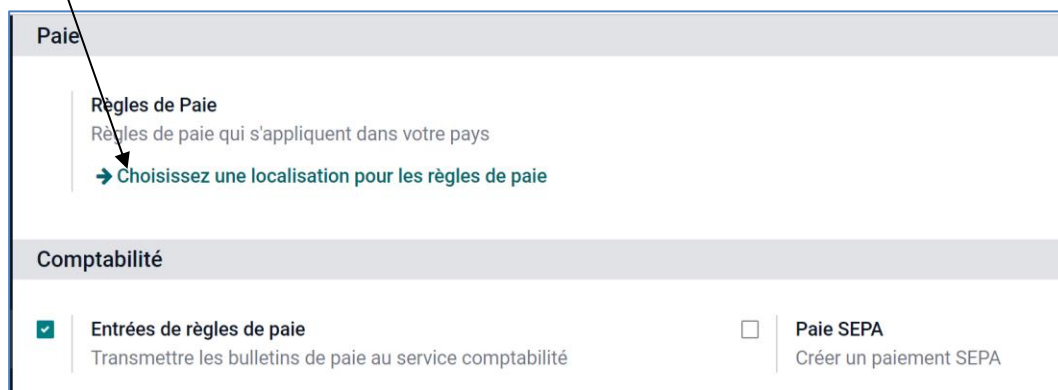 Paie
Règles de Paie
Règles de paie qui s'appliquent dans votre pays
Choisissez une localisation pour les règles de paie
Comptabilité
Entrées de règles de paie
Transmettre les bulletins de paie au service comptabilité
Paie SEPA
Créer un paiement SEPA